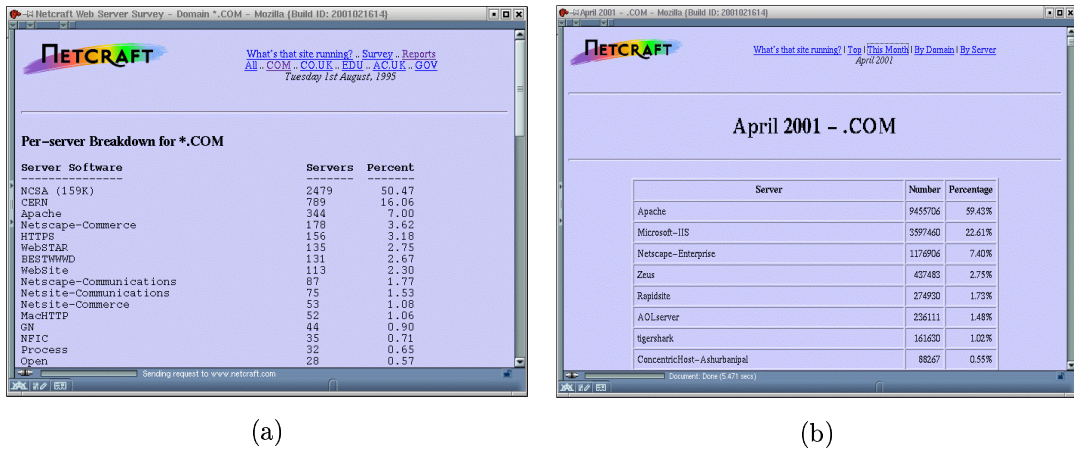 Netcraft Web Server Survey - Domain *.COM - Mozilla {Build ID: 2001021614}
NETCRAFT
What's that site running? .. Survey .. Reports
All .. COM .. CO.UK .. EDU .. AC.UK .. GOV
Tuesday 1st August, 1995
Per-server Breakdown for *.COM
Server Software Servers Percent
--------------- ------- -------
NCSA (159K) 2479 50.47
CERN 789 16.06
Apache 344 7.00
Netscape-Commerce 178 3.62
HTTPS 156 3.18
WebSTAR 135 2.75
BESTWWWD 131 2.67
WebSite 113 2.30
Netscape-Communications 87 1.77
Netsite-Communications 75 1.53
Netsite-Commerce 53 1.08
MacHTTP 52 1.06
GN 44 0.90
NFIC 35 0.71
Process 32 0.65
Open 28 0.57
Sending request to www.netcraft.com
(a)
April 2001 - .COM - Mozilla {Build ID: 2001021614}
NETCRAFT
What's that site running? | Top | This Month | By Domain | By Server
April 2001
April 2001 - .COM
Server Number Percentage
Apache 9455706 59.43%
Microsoft-IIS 3597460 22.61%
Netscape-Enterprise 1176906 7.40%
Zeus 437483 2.75%
Rapidsite 274930 1.73%
AOLserver 236111 1.48%
tigershark 161630 1.02%
ConcentricHost-Ashurbanipal 88267 0.55%
Document: Done (5.471 secs)
(b)